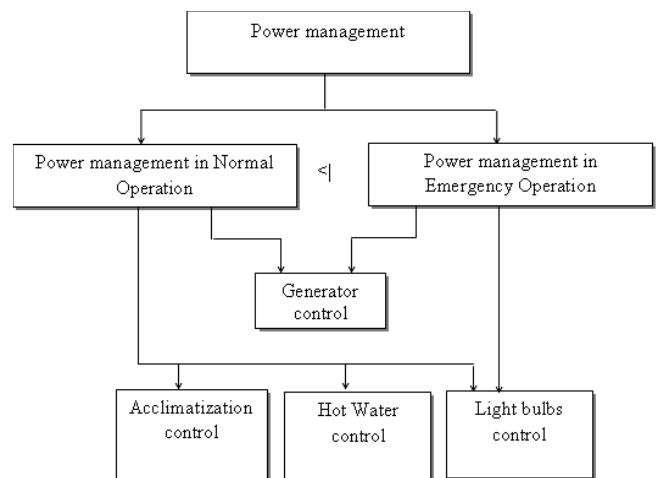 Power management
Power management in Normal
Operation
<|
Power management in
Emergency Operation
Generator
control
Acclimatization
control
Hot Water
control
Light bulbs
control